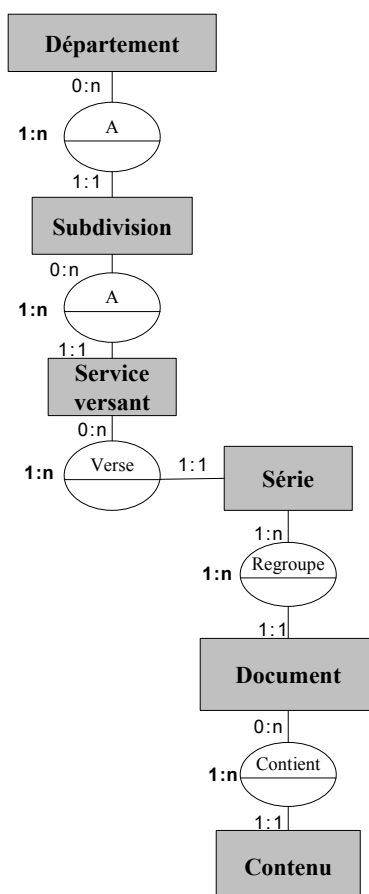 Département
0:n
1:n
A
1:1
Subdivision
0:n
1:n
A
1:1
Service
versant
0:n
1:n
Verse
1:1
Série
1:n
1:n
Regroupe
1:1
Document
0:n
1:n
Contient
1:1
Contenu